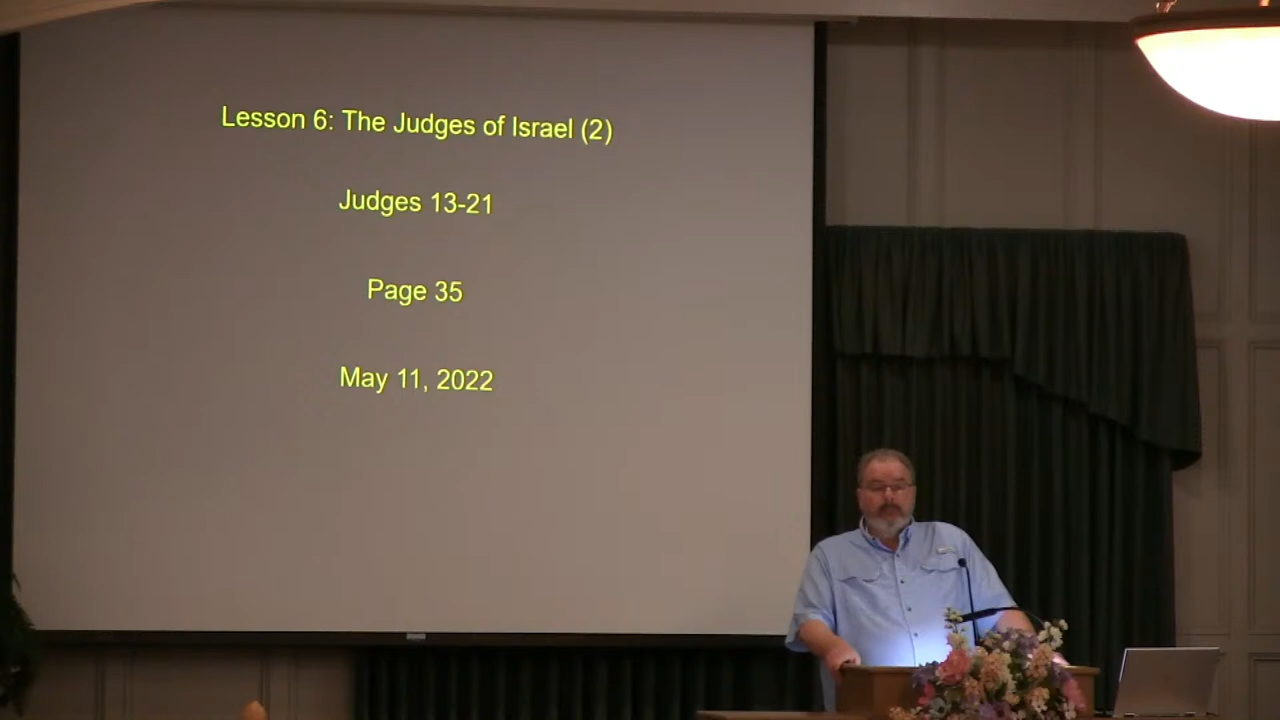 Lesson 6: The Judges of Israel (2)
Judges 13-21
Page 35
May 11, 2022